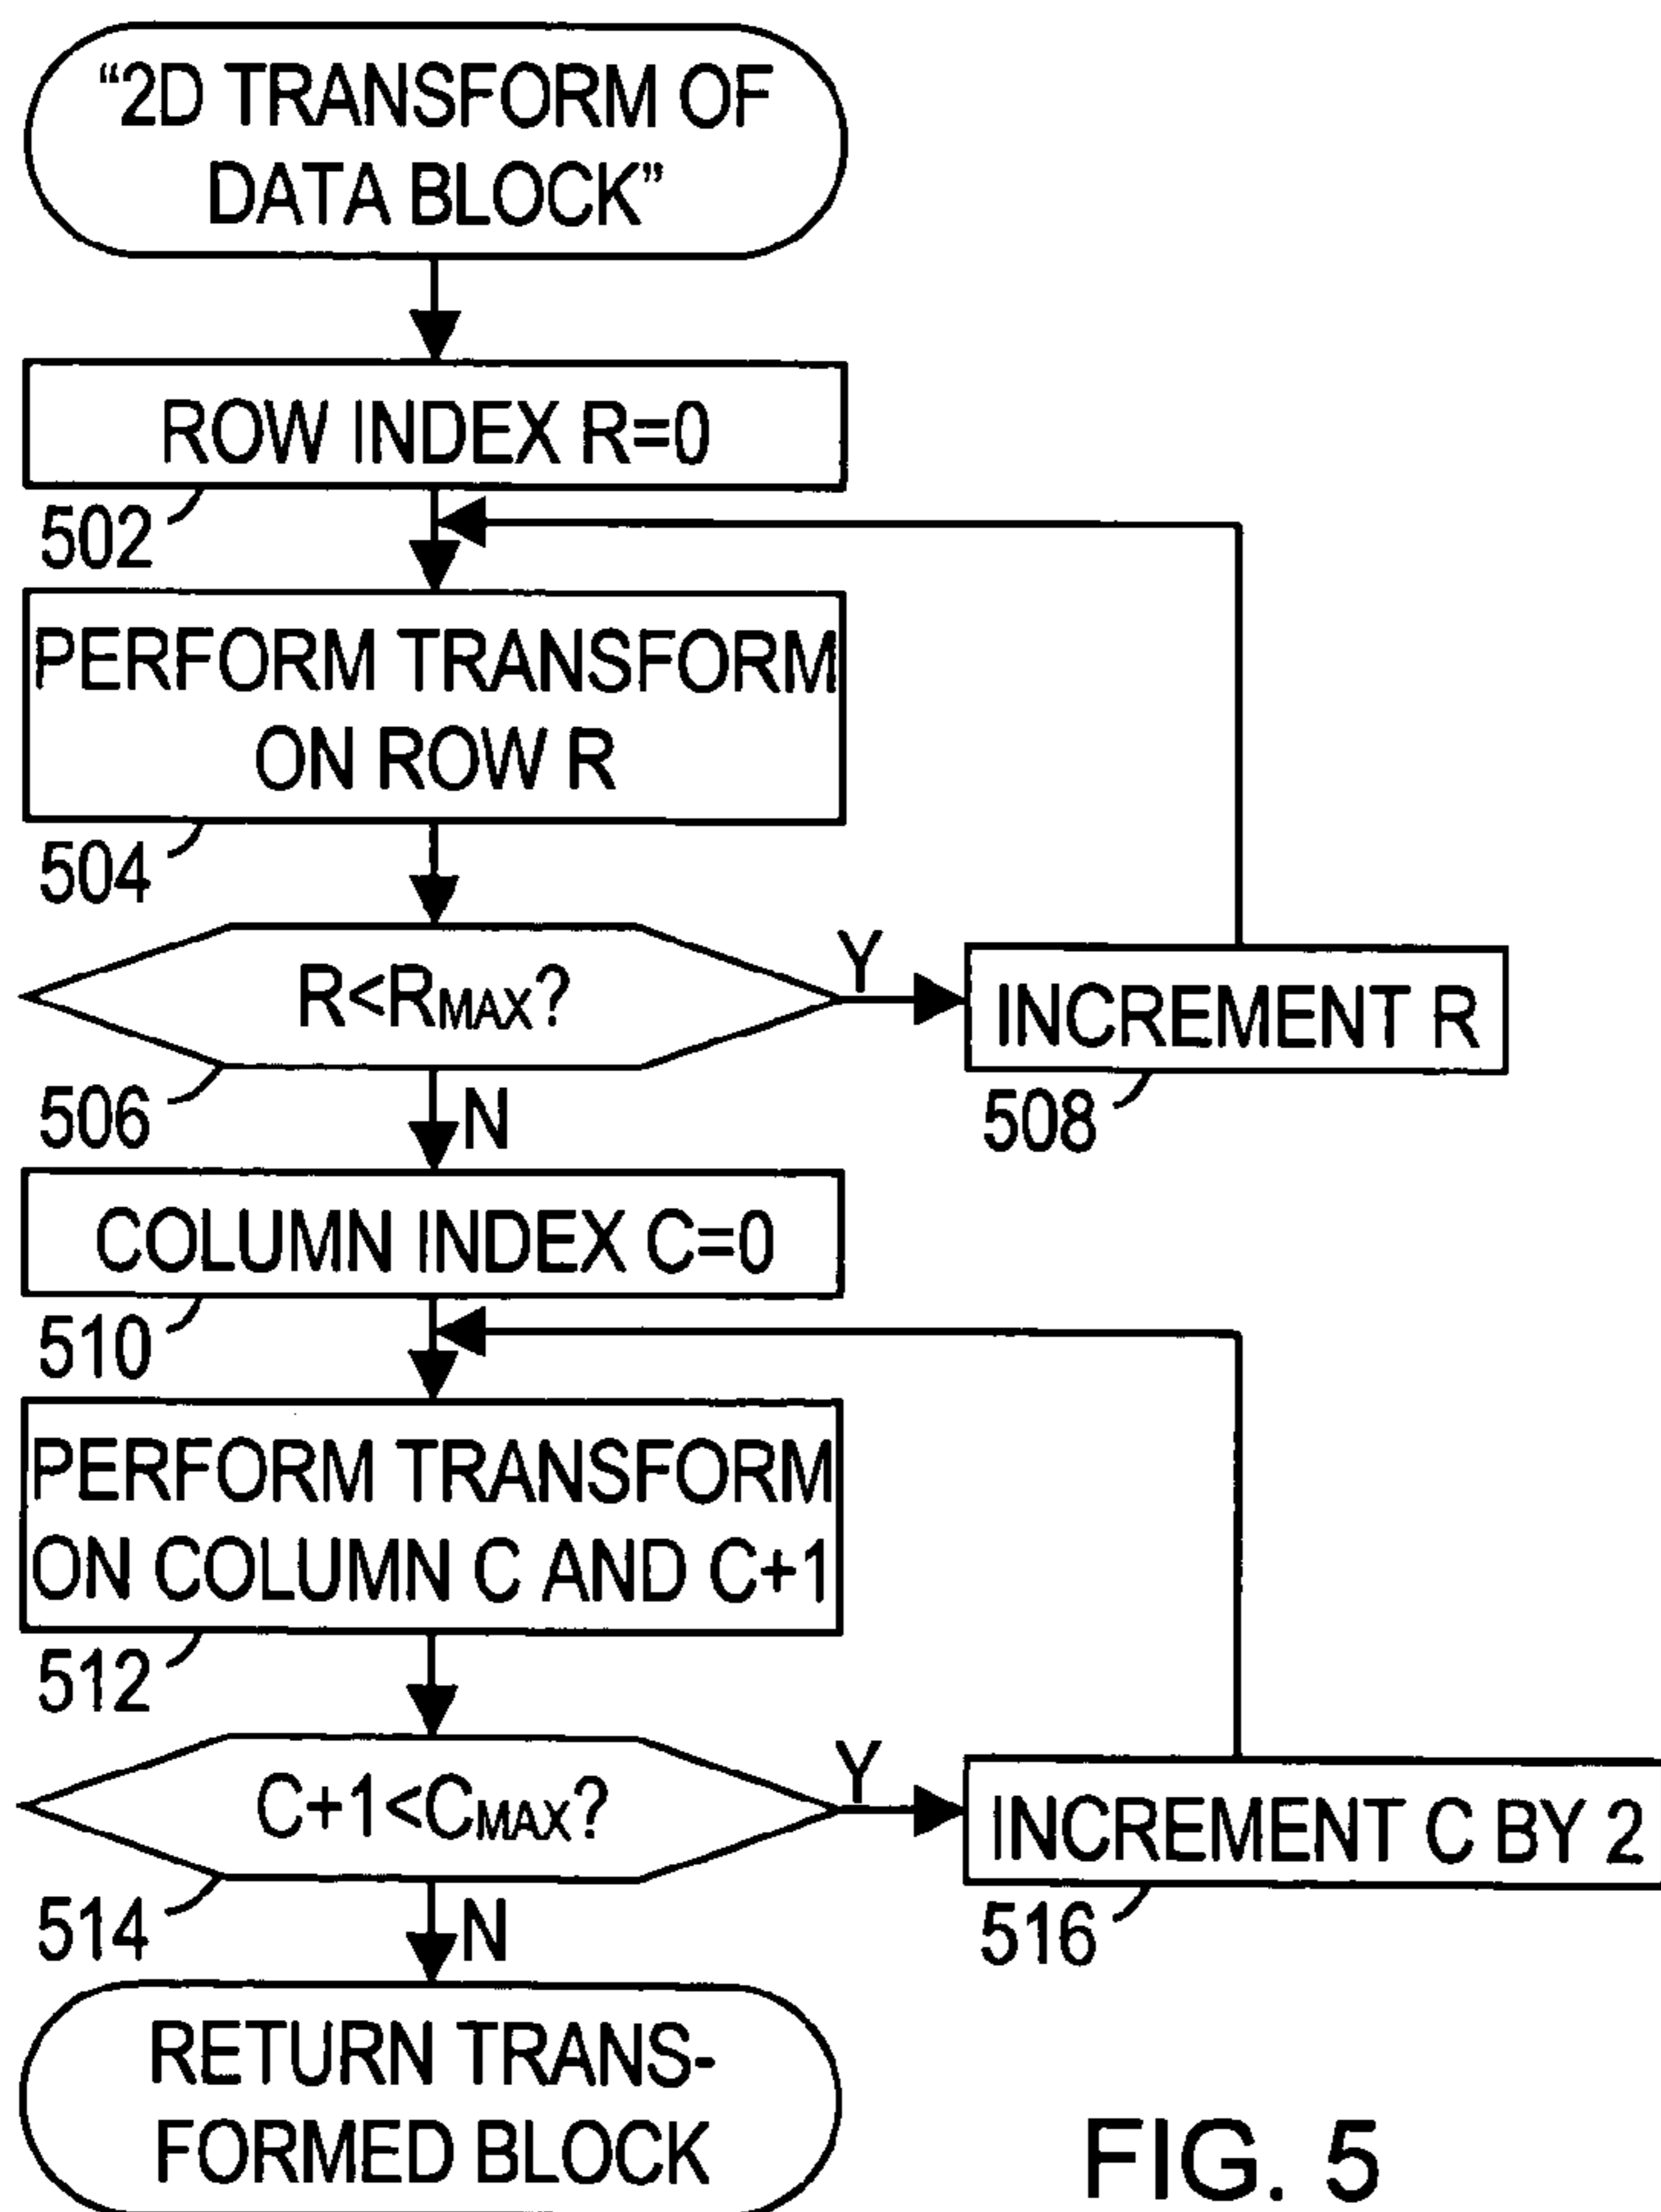 “2D TRANSFORM OF
DATA BLOCK”
ROW INDEX R=0
502
PERFORM TRANSFORM
ON ROW R
504
R<RMAX?
Y
INCREMENT R
506
N
508
COLUMN INDEX C=0
510
PERFORM TRANSFORM
ON COLUMN C AND C+1
512
C+1<CMAX?
Y
INCREMENT C BY 2
514
N
516
RETURN TRANS-
FORMED BLOCK
FIG. 5